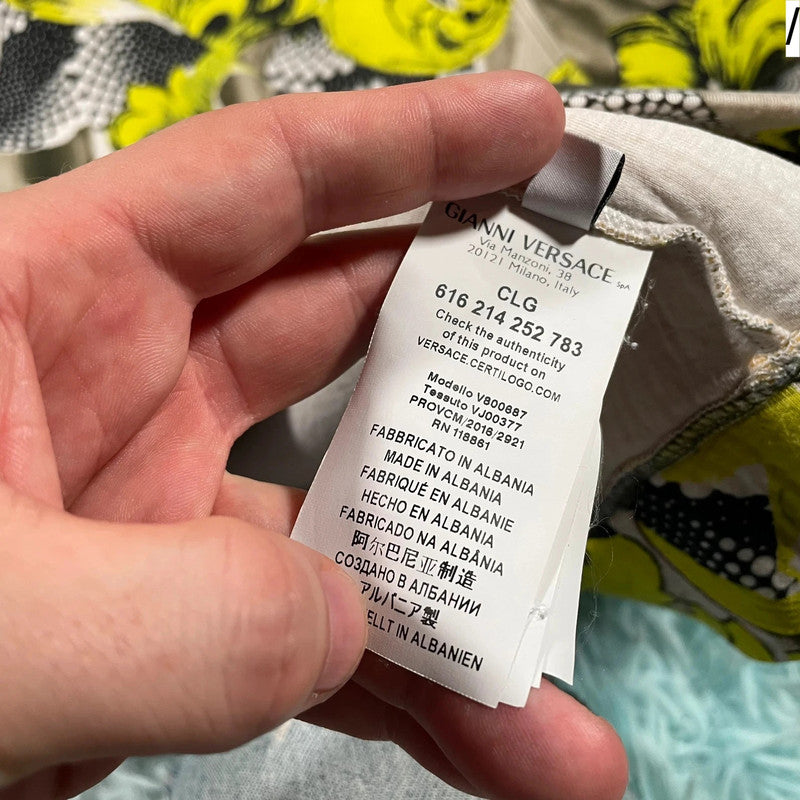 /
GIANNI VERSACE SpA
Via Manzoni, 38
20121 Milano, Italy
CLG
616 214 252 783
Check the authenticity
of this product on
VERSACE.CERTILOGO.COM
Modello V800687
Tessuto VJ00377
PROVCM/2016/2921
RN 116861
FABBRICATO IN ALBANIA
MADE IN ALBANIA
FABRIQUÉ EN ALBANIE
HECHO EN ALBANIA
FABRICADO NA ALBÂNIA
阿尔巴尼亚制造
СОЗДАНО В АЛБАНИИ
アルバニア製
ELLT IN ALBANIEN